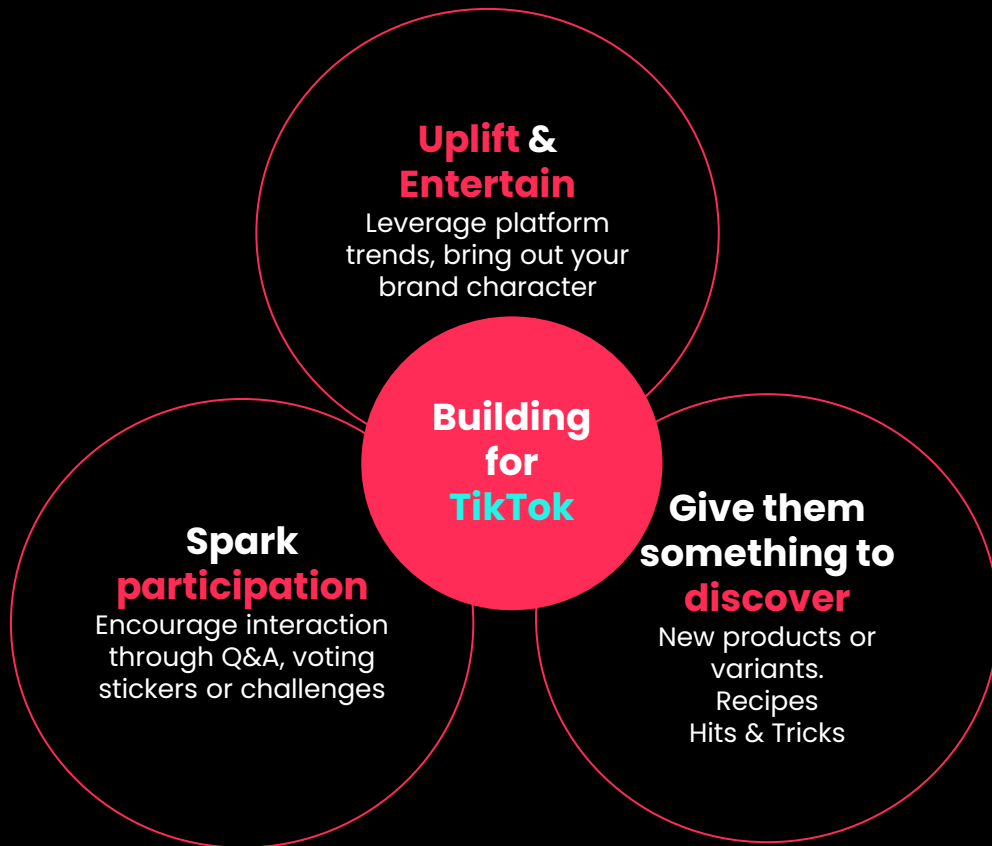 Uplift &
Entertain
Leverage platform
trends, bring out your
brand character
Building
for
TikTok
Spark
participation
Encourage interaction
through Q&A, voting
stickers or challenges
Give them
something to
discover
New products or
variants.
Recipes
Hits & Tricks